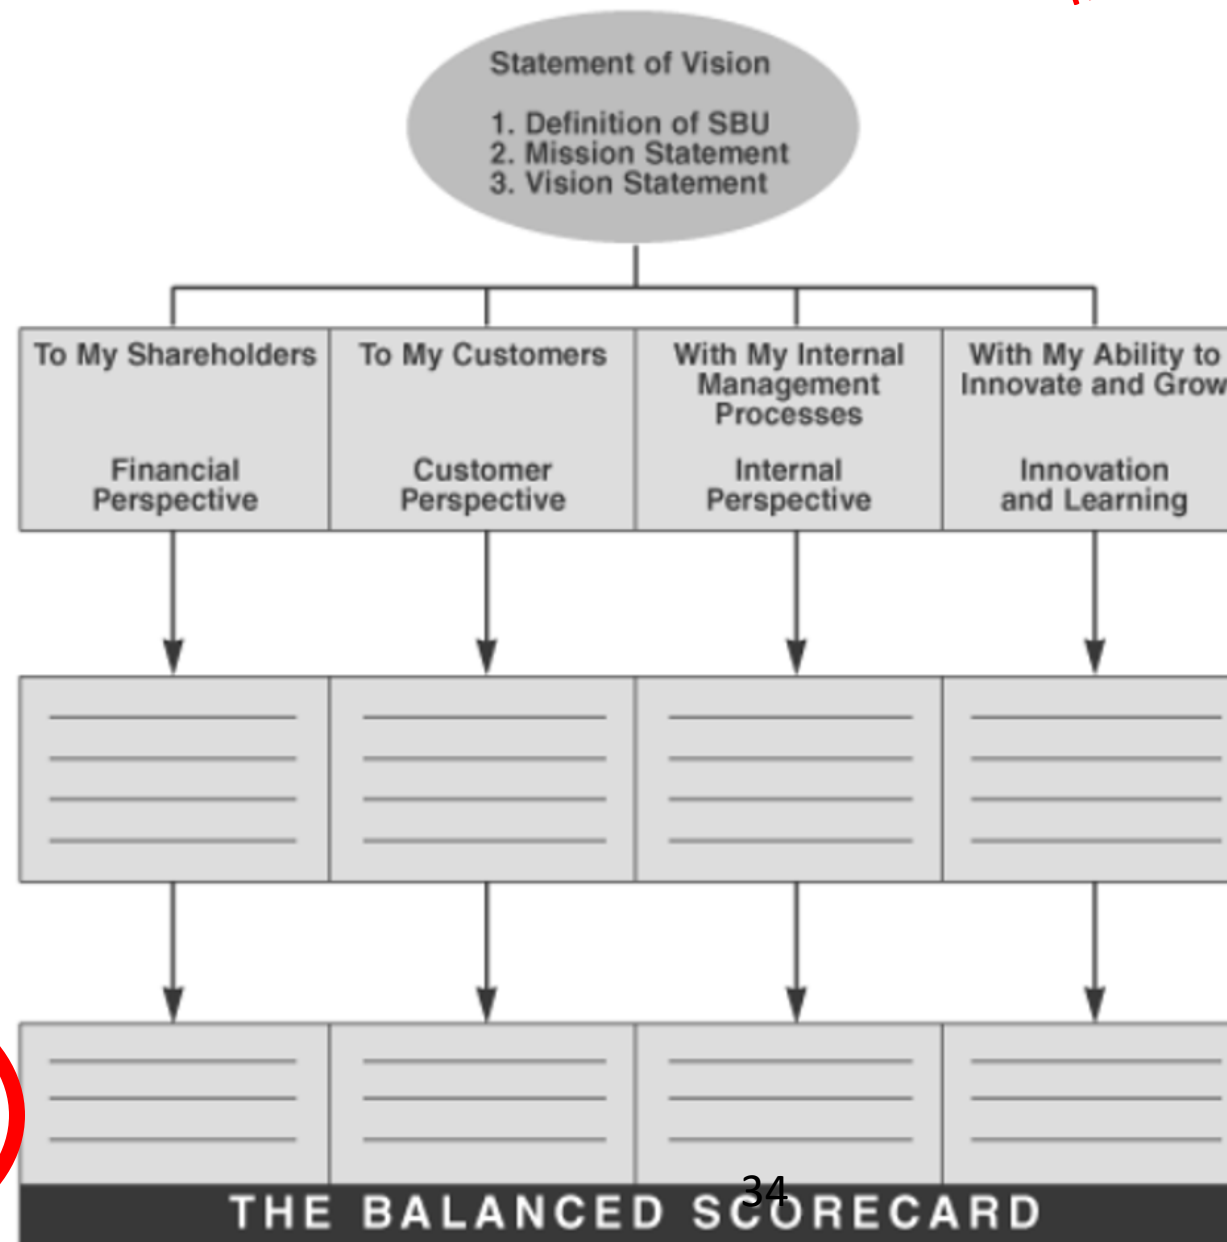 Statement of Vision
1. Definition of SBU
2. Mission Statement
3. Vision Statement
To My Shareholders
Financial
Perspective
To My Customers
Customer
Perspective
With My Internal
Management
Processes
Internal
Perspective
With My Ability to
Innovate and Grow
Innovation
and Learning
34
THE BALANCED SCORECARD